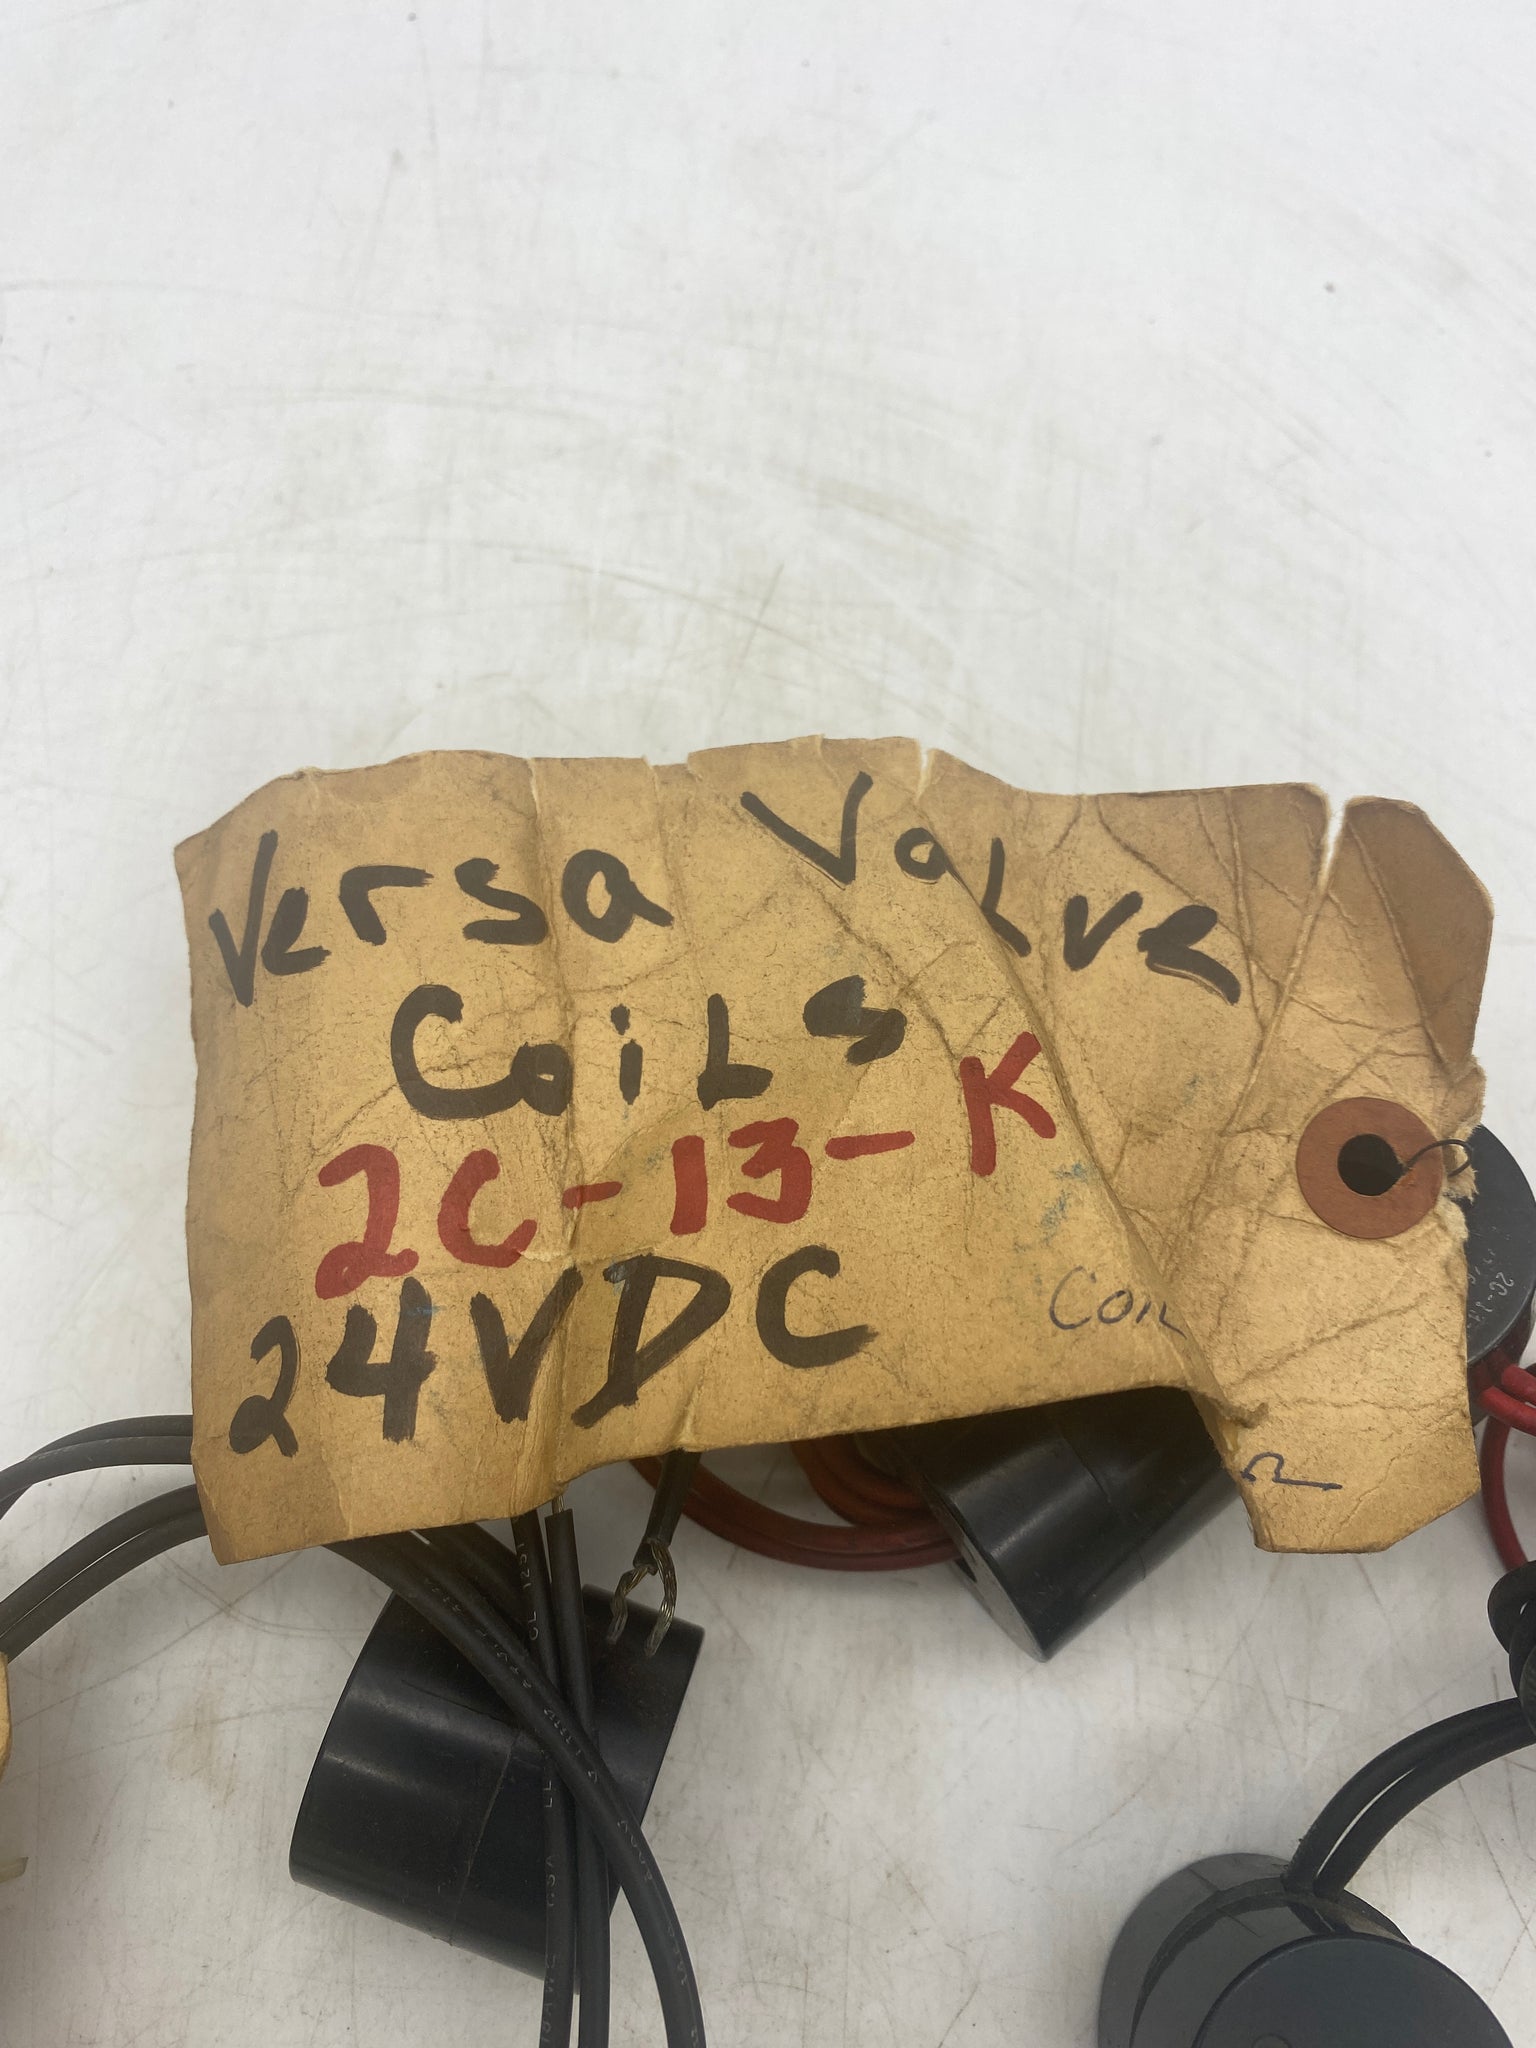 Versa Valve
Coils
2C-13-K
24VDC
Coil